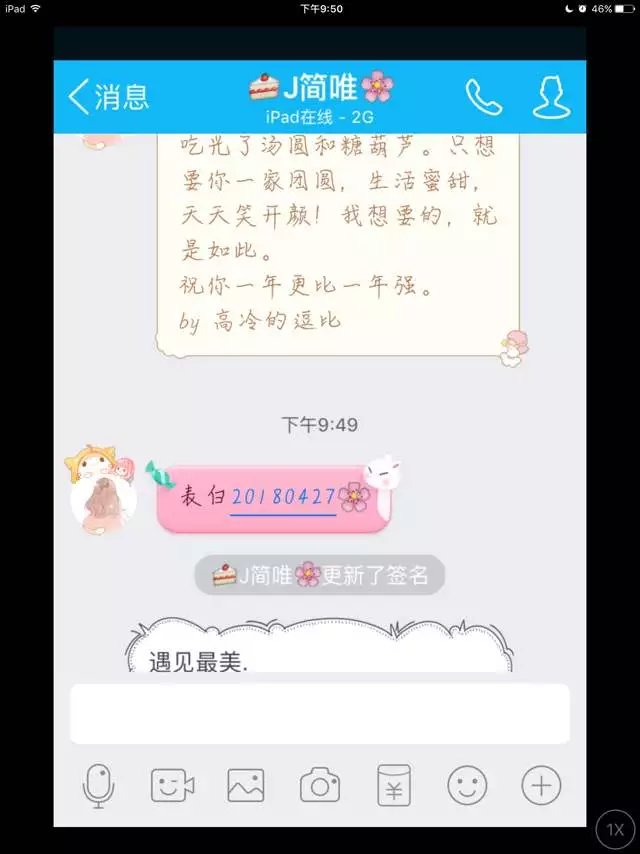 iPad
下午9:50
46%
消息
J简唯
iPad在线 - 2G
吃光了汤圆和糖葫芦。只想
要你一家团圆，生活蜜甜，
天天笑开颜！我想要的，就
是如此。
祝你一年更比一年强。
by 高冷的逗比
下午9:49
表白20180427
J简唯更新了签名
遇见最美.
¥
1X